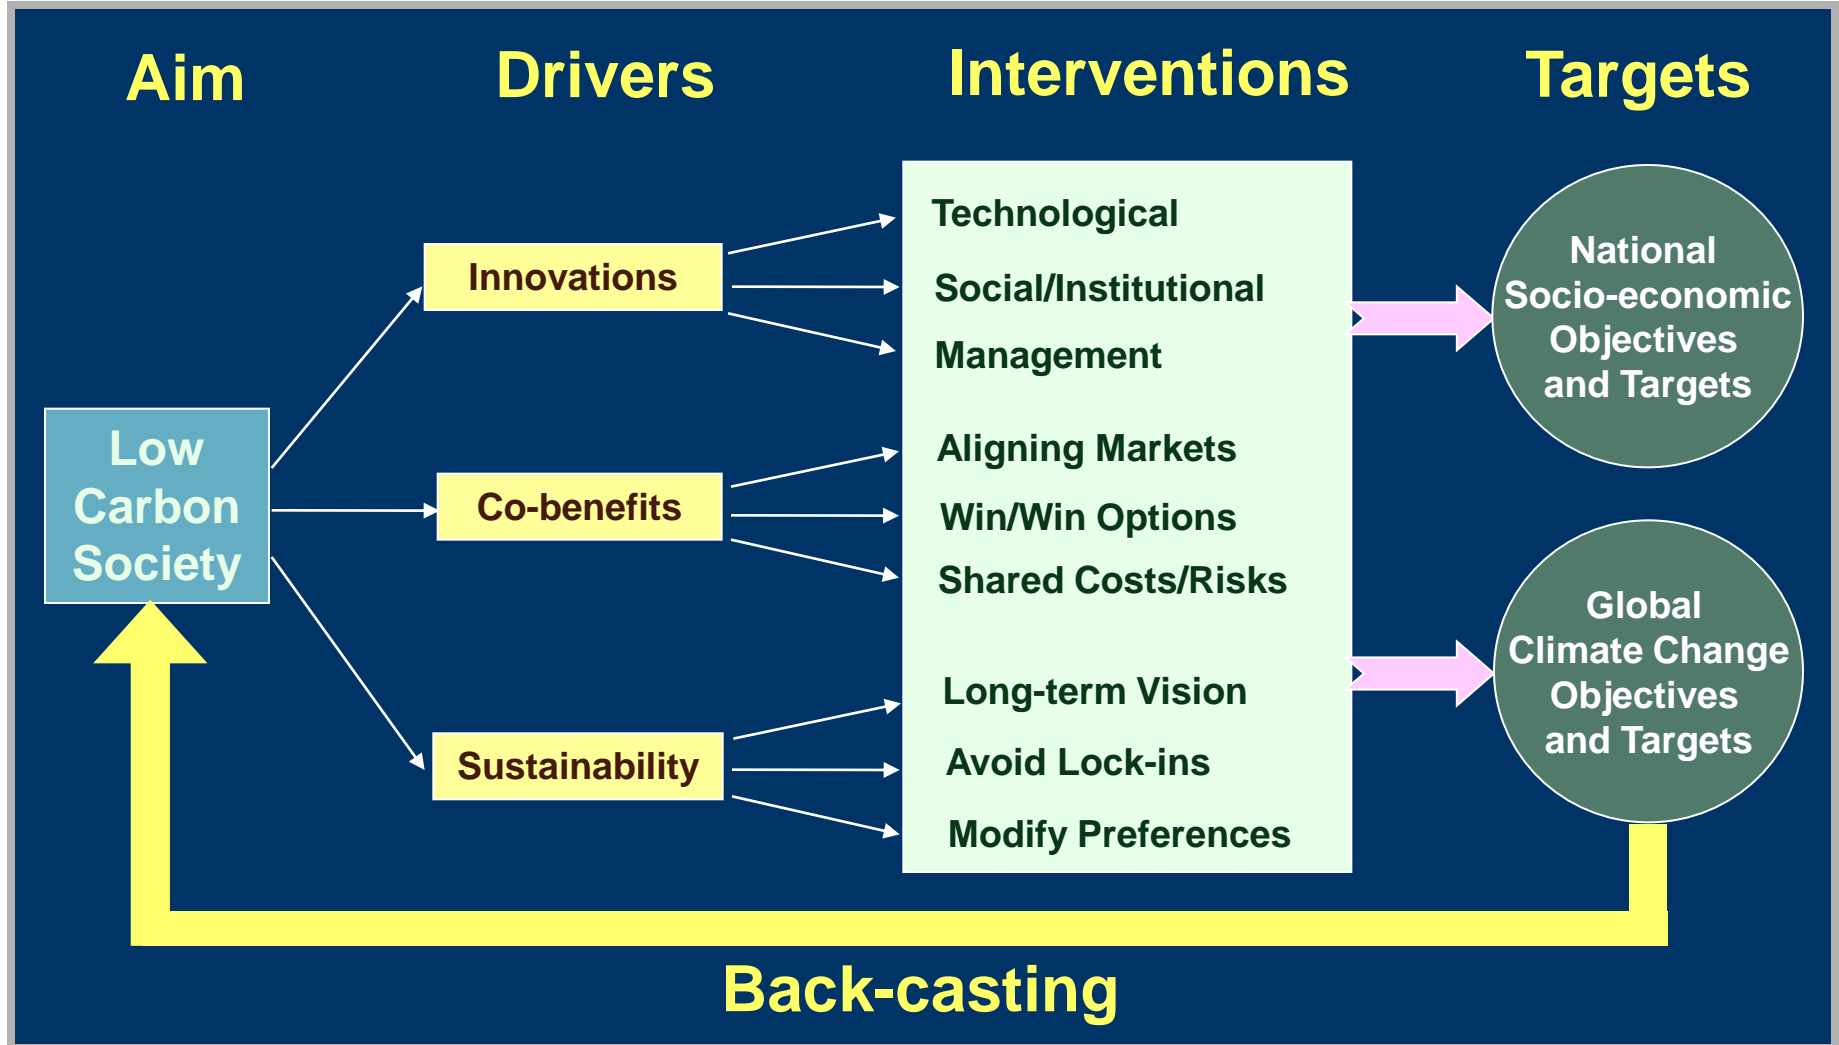 Aim
Drivers
Interventions
Targets
Low
Carbon
Society
Innovations
Co-benefits
Sustainability
Technological
Social/Institutional
Management
Aligning Markets
Win/Win Options
Shared Costs/Risks
Long-term Vision
Avoid Lock-ins
Modify Preferences
National
Socio-economic
Objectives
and Targets
Global
Climate Change
Objectives
and Targets
Back-casting